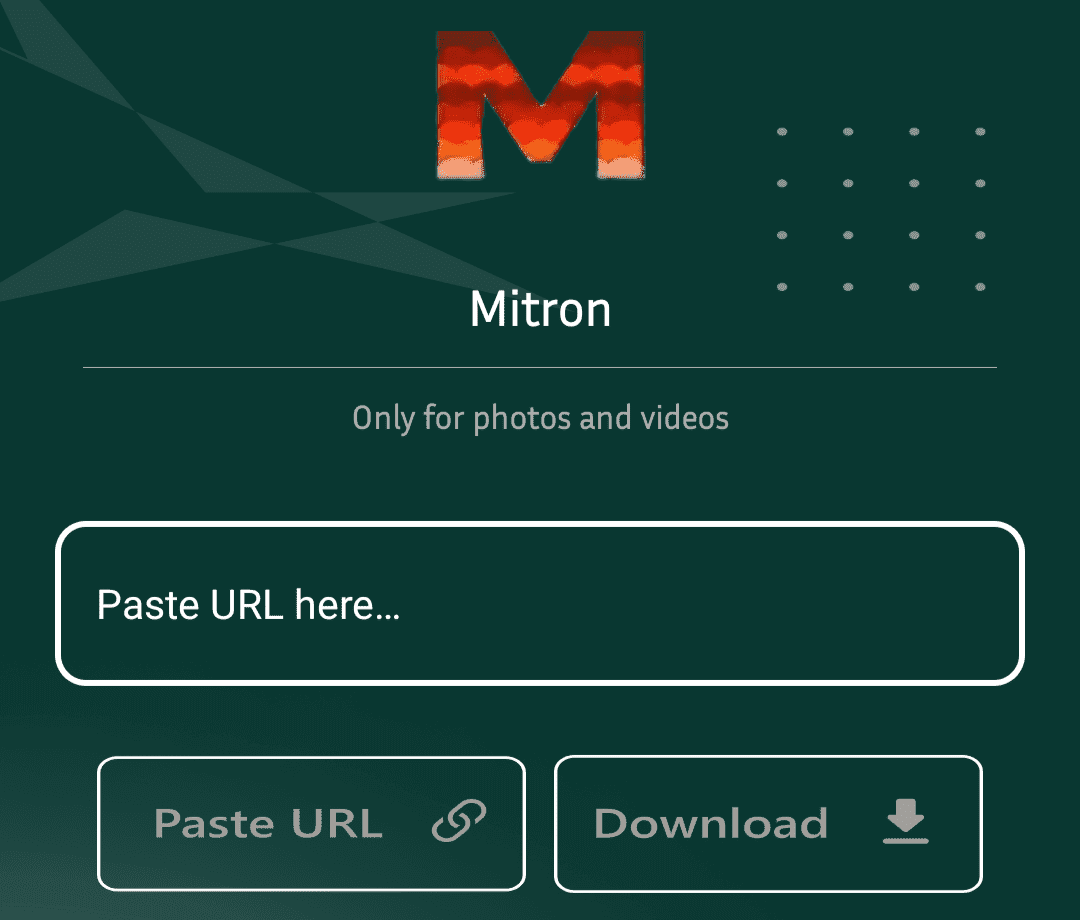 M
Mitron
Only for photos and videos
Paste URL here...
Paste URL
Download